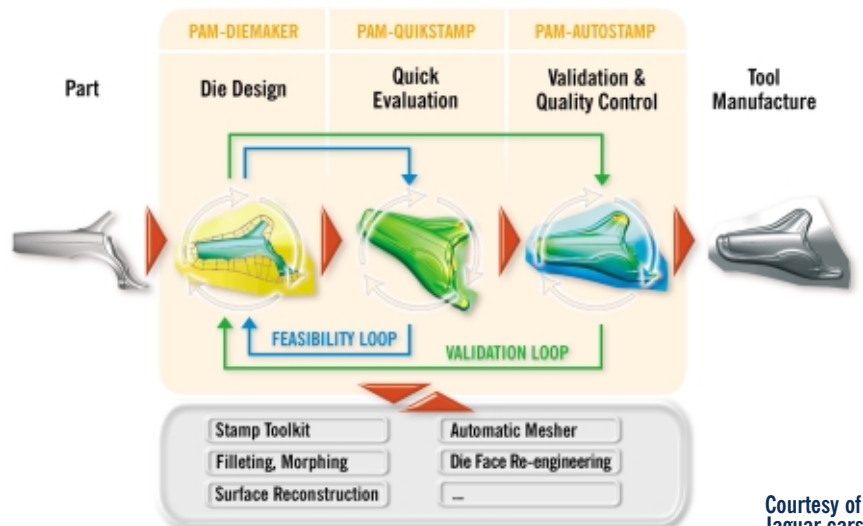 PAM-DIEMAKER
PAM-QUIKSTAMP
PAM-AUTOSTAMP
Part
Die Design
Quick
Evaluation
Validation &
Quality Control
Tool
Manufacture
FEASIBILITY LOOP
VALIDATION LOOP
Stamp Toolkit
Automatic Mesher
Filleting, Morphing
Die Face Re-engineering
Surface Reconstruction
...
Courtesy of
Jaguar cars